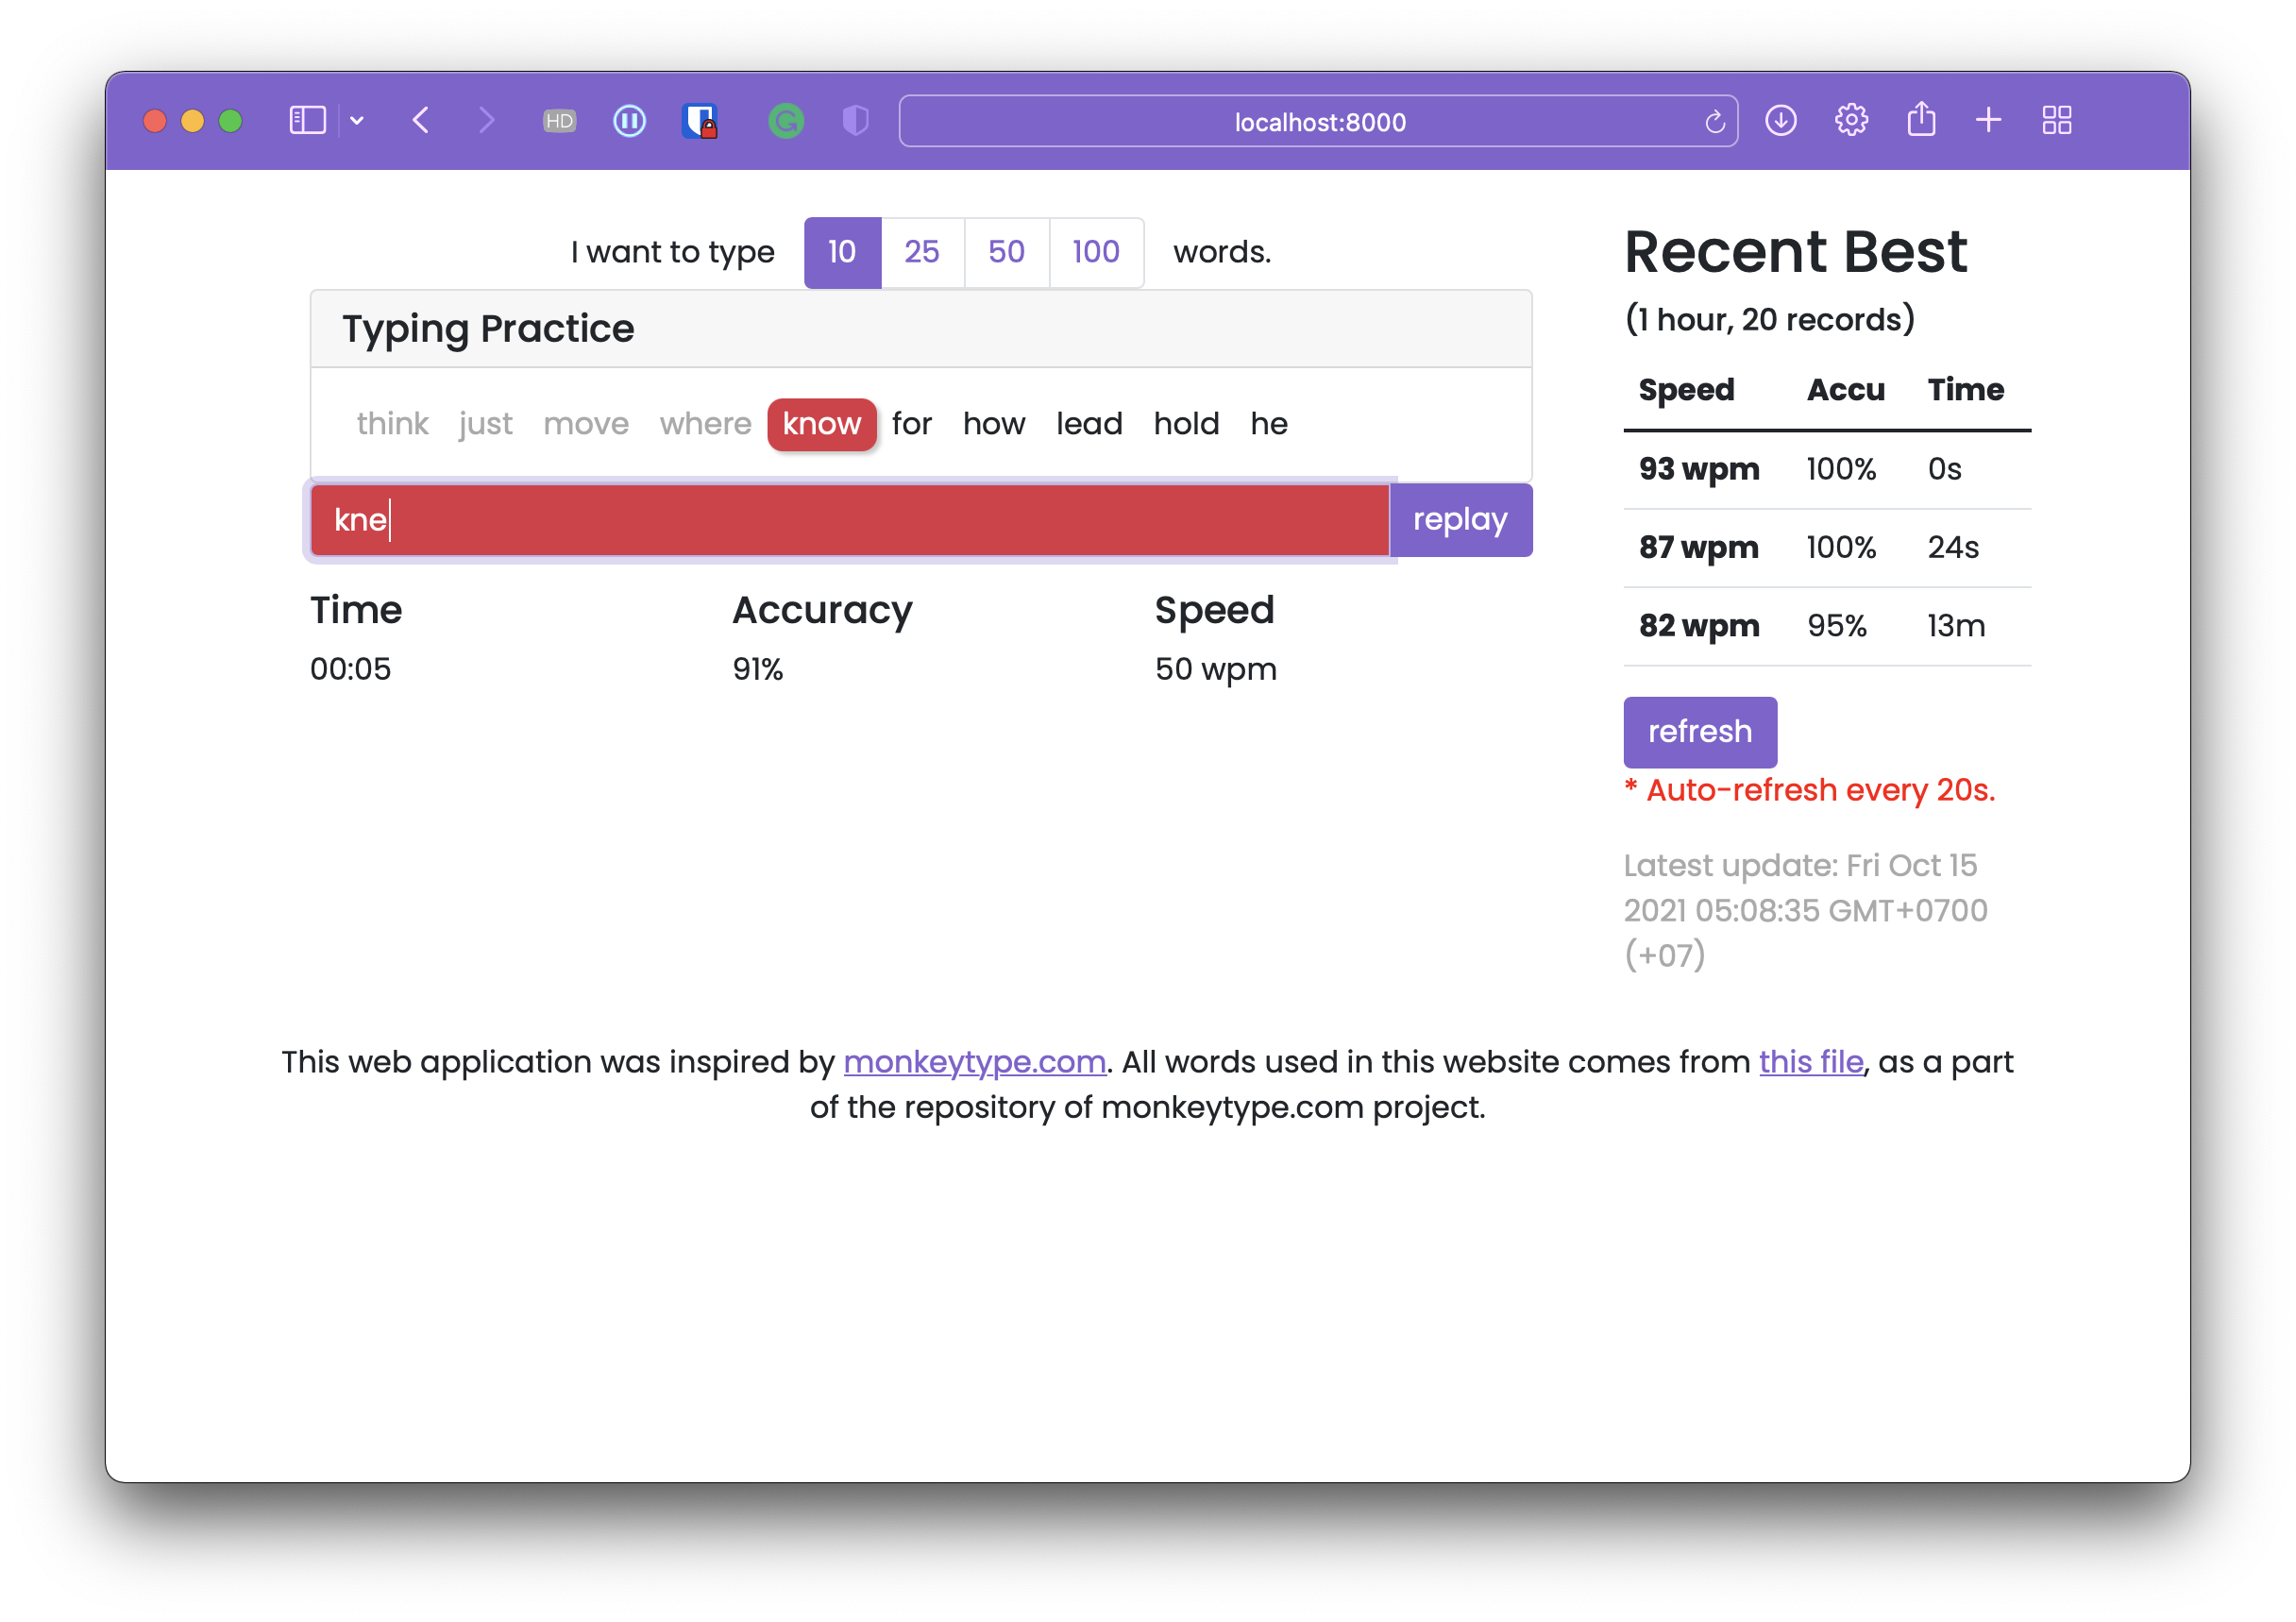 HD
localhost:8000
I want to type 10 25 50 100 words.
Typing Practice
think just move where know for how lead hold he
kne replay
Time Accuracy Speed
00:05 91% 50 wpm
Recent Best
(1 hour, 20 records)
Speed Accu Time
93 wpm 100% 0s
87 wpm 100% 24s
82 wpm 95% 13m
refresh
* Auto-refresh every 20s.
Latest update: Fri Oct 15
2021 05:08:35 GMT+0700
(+07)
This web application was inspired by monkeytype.com. All words used in this website comes from this file, as a part
of the repository of monkeytype.com project.